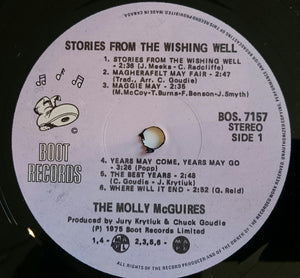 STORIES FROM THE WISHING WELL
1. STORIES FROM THE WISHING WELL
- 2:36 (J. Meeks - C. Radcliffe)
2. MAGHERAFELT MAY FAIR - 2:47
(Trad., Arr. C. Goudie)
3. MAGGIE MAY - 2:35
(M.McCoy-T.Burns-F.Benson-J.Smyth)
BOOT
RECORDS
BOS. 7157
STEREO
SIDE 1
4. YEARS MAY COME, YEARS MAY GO
- 3:26 (Popp)
5. THE BEST YEARS - 2:48
(C. Goudie - J. Krytiuk)
6. WHERE WILL IT END - 2:52 (G. Reid)
THE MOLLY McGUIRES
Produced by Jury Krytiuk & Chuck Goudie
Ⓟ 1975 Boot Records Limited
1,4 -
2,3,5,6 -